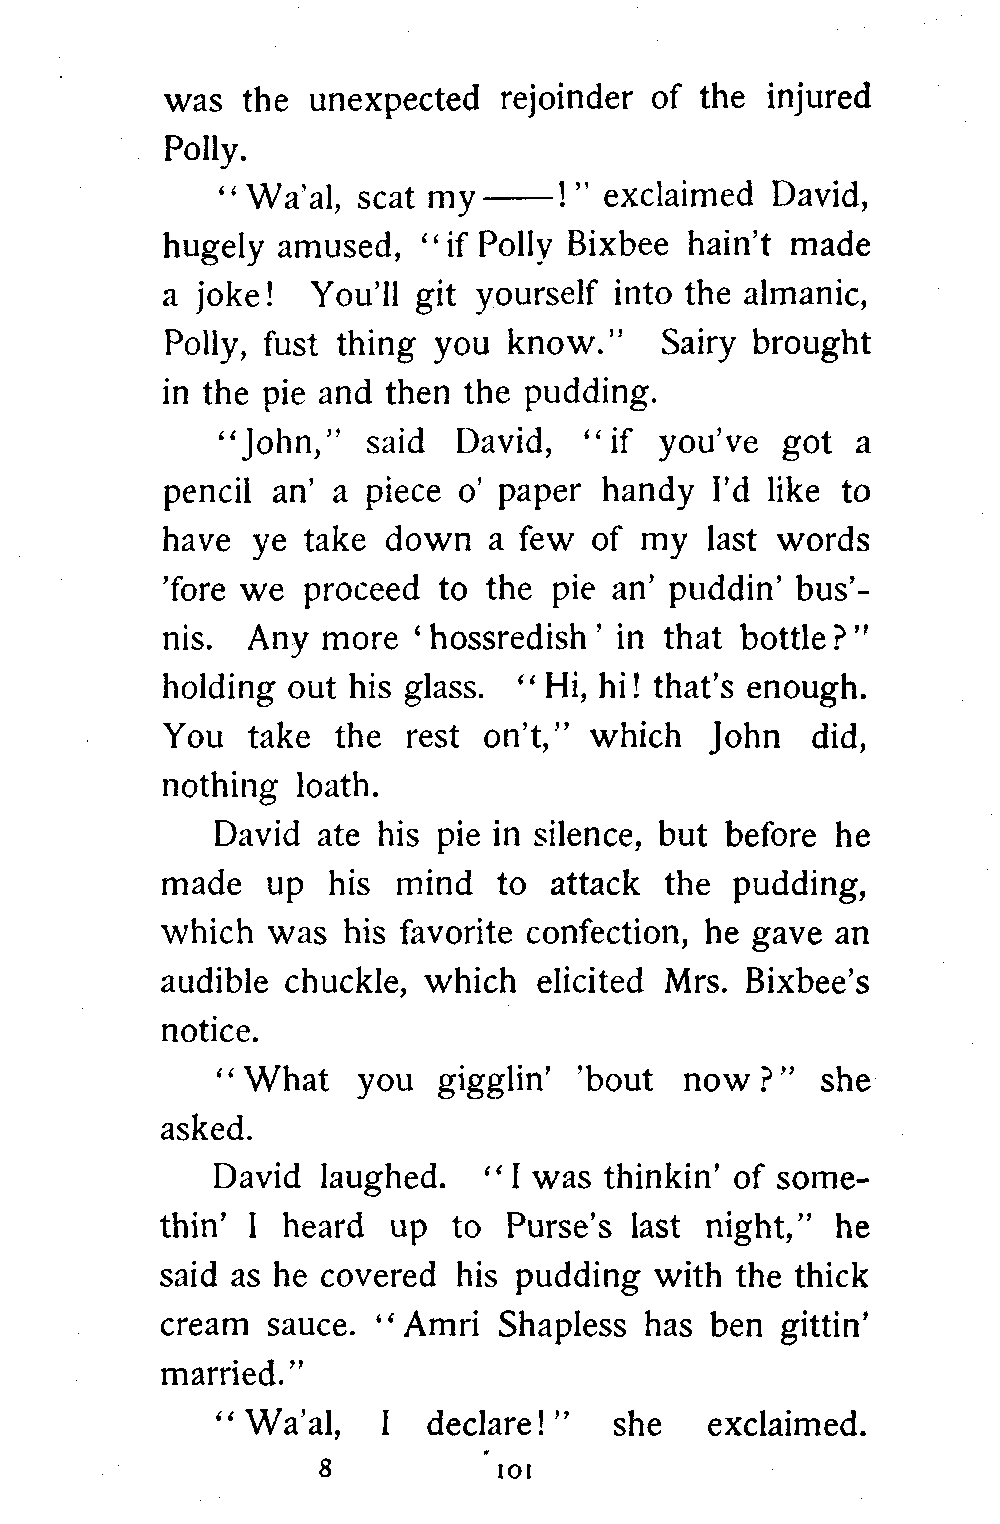 was the unexpected rejoinder of the injured
Polly.
“Wa'al, scat my——!” exclaimed David,
hugely amused, “if Polly Bixbee hain't made
a joke! You'll git yourself into the almanic,
Polly, fust thing you know.” Sairy brought
in the pie and then the pudding.
“John,” said David, “if you've got a
pencil an' a piece o' paper handy I'd like to
have ye take down a few of my last words
'fore we proceed to the pie an' puddin' bus'-
nis. Any more ‘hossredish’ in that bottle?”
holding out his glass. “Hi, hi! that's enough.
You take the rest on't,” which John did,
nothing loath.
David ate his pie in silence, but before he
made up his mind to attack the pudding,
which was his favorite confection, he gave an
audible chuckle, which elicited Mrs. Bixbee's
notice.
“What you gigglin' 'bout now?” she
asked.
David laughed. “I was thinkin' of some-
thin' I heard up to Purse's last night,” he
said as he covered his pudding with the thick
cream sauce. “Amri Shapless has ben gittin'
married.”
“Wa'al, I declare!” she exclaimed.
8 101